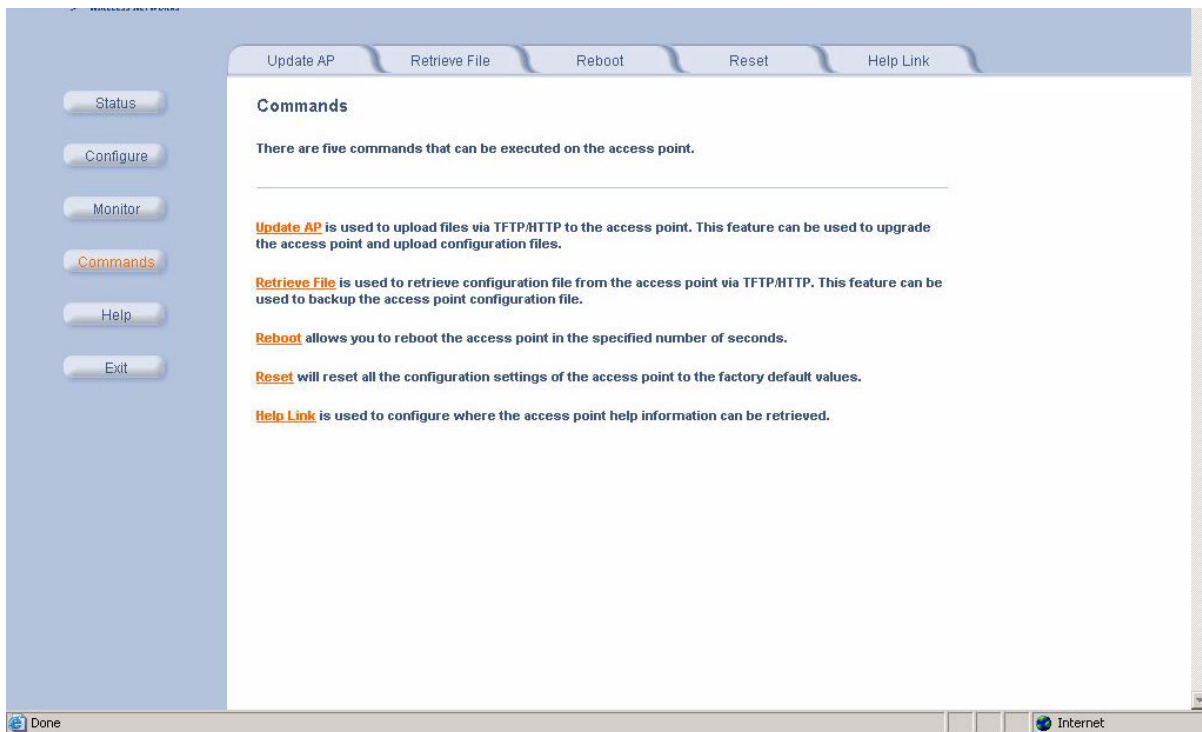 WIRELESS NETWORKS
Update AP
Retrieve File
Reboot
Reset
Help Link
Status
Configure
Monitor
Commands
Help
Exit
Commands
There are five commands that can be executed on the access point.
Update AP is used to upload files via TFTP/HTTP to the access point. This feature can be used to upgrade
the access point and upload configuration files.
Retrieve File is used to retrieve configuration file from the access point via TFTP/HTTP. This feature can be
used to backup the access point configuration file.
Reboot allows you to reboot the access point in the specified number of seconds.
Reset will reset all the configuration settings of the access point to the factory default values.
Help Link is used to configure where the access point help information can be retrieved.
Done
Internet